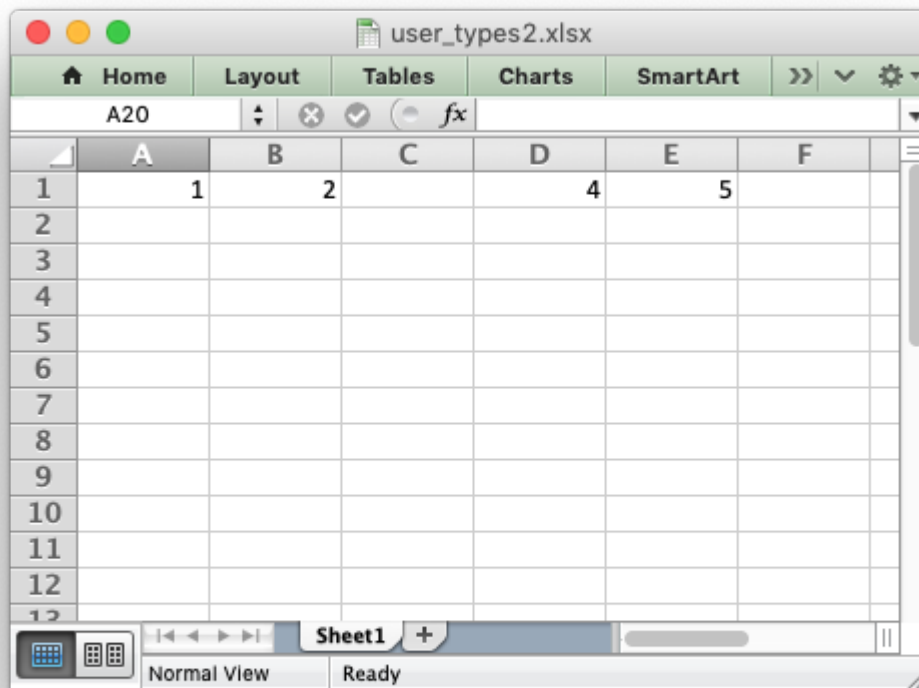 user_types2.xlsx
Home Layout Tables Charts SmartArt
A20 fx
A B C D E F
1 1 2 4 5
2
3
4
5
6
7
8
9
10
11
12
13
Sheet1 +
Normal View Ready